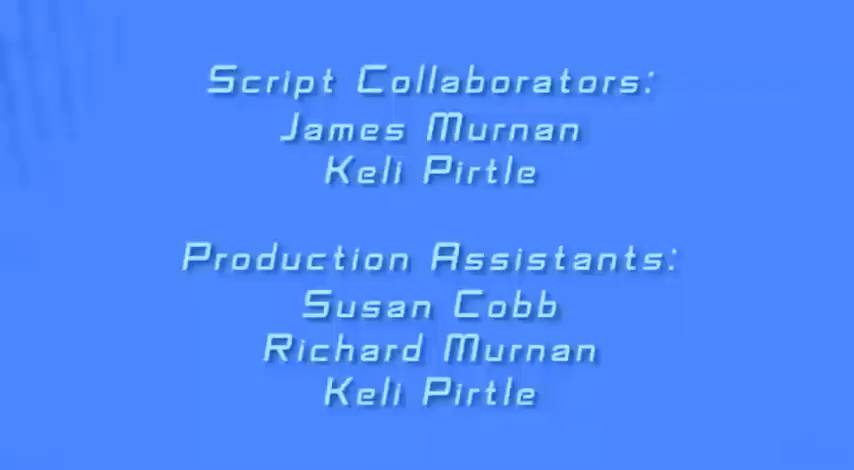 Script Collaborators:
James Murnan
Keli Pirtle
Production Assistants:
Susan Cobb
Richard Murnan
Keli Pirtle